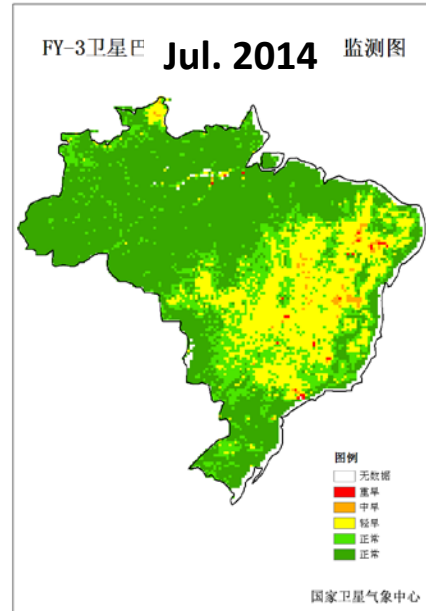 FY-3卫星巴 Jul. 2014 监测图
图例
无数据
重旱
中旱
轻旱
正常
正常
国家卫星气象中心